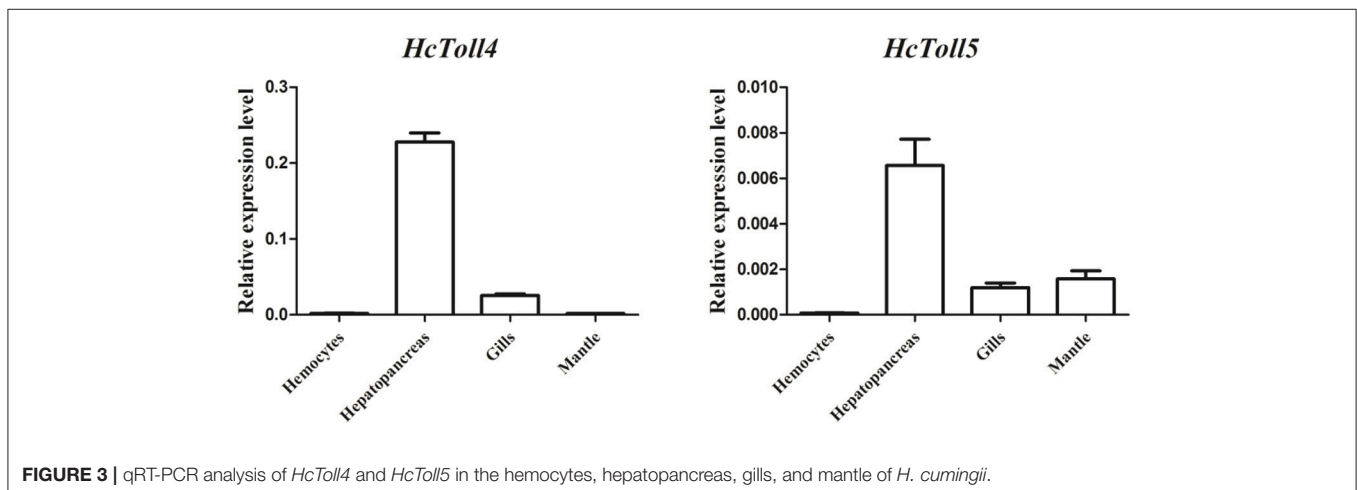 HcToll4
Relative expression level
0.3
0.2
0.1
0.0
Hemocytes
Hepatopancreas
Gills
Mantle
HcToll5
Relative expression level
0.010
0.008
0.006
0.004
0.002
0.000
Hemocytes
Hepatopancreas
Gills
Mantle
FIGURE 3 | qRT-PCR analysis of HcToll4 and HcToll5 in the hemocytes, hepatopancreas, gills, and mantle of H. cumingii.